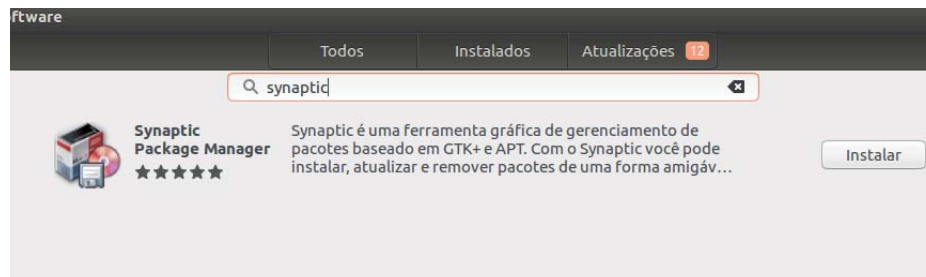 ftware
Todos Instalados Atualizações 12
synaptic
Synaptic
Package Manager
Synaptic é uma ferramenta gráfica de gerenciamento de
pacotes baseado em GTK+ e APT. Com o Synaptic você pode
instalar, atualizar e remover pacotes de uma forma amigáv...
Instalar